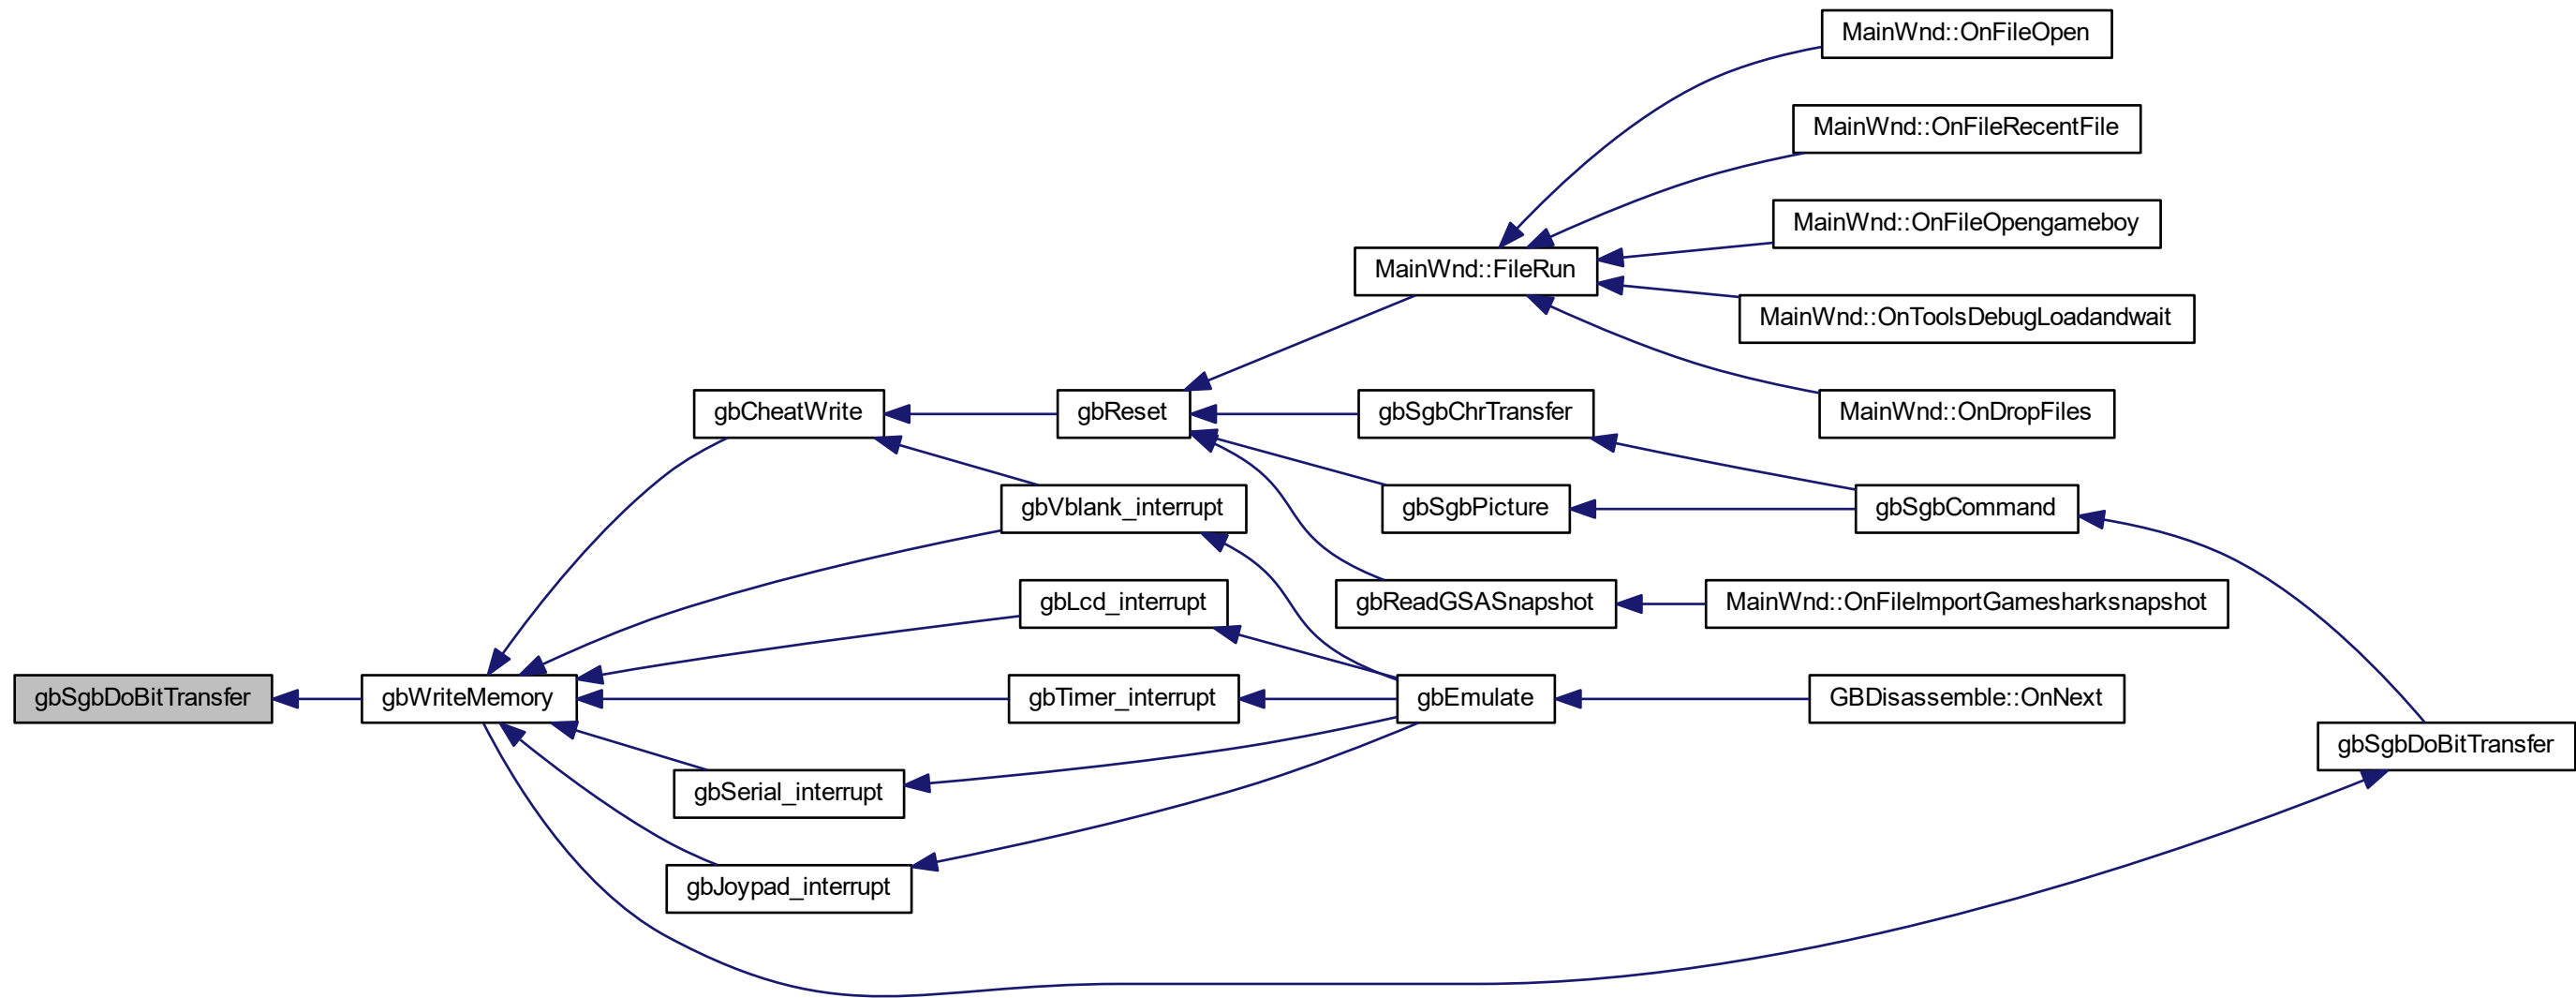 MainWnd::OnFileOpen
MainWnd::OnFileRecentFile
MainWnd::OnFileOpengameboy
MainWnd::FileRun
MainWnd::OnToolsDebugLoadandwait
gbCheatWrite
gbReset
gbSgbChrTransfer
MainWnd::OnDropFiles
gbVblank_interrupt
gbSgbPicture
gbSgbCommand
gbLcd_interrupt
gbReadGSASnapshot
MainWnd::OnFileImportGamesharksnapshot
gbSgbDoBitTransfer
gbWriteMemory
gbTimer_interrupt
gbEmulate
GBDisassemble::OnNext
gbSgbDoBitTransfer
gbSerial_interrupt
gbJoypad_interrupt